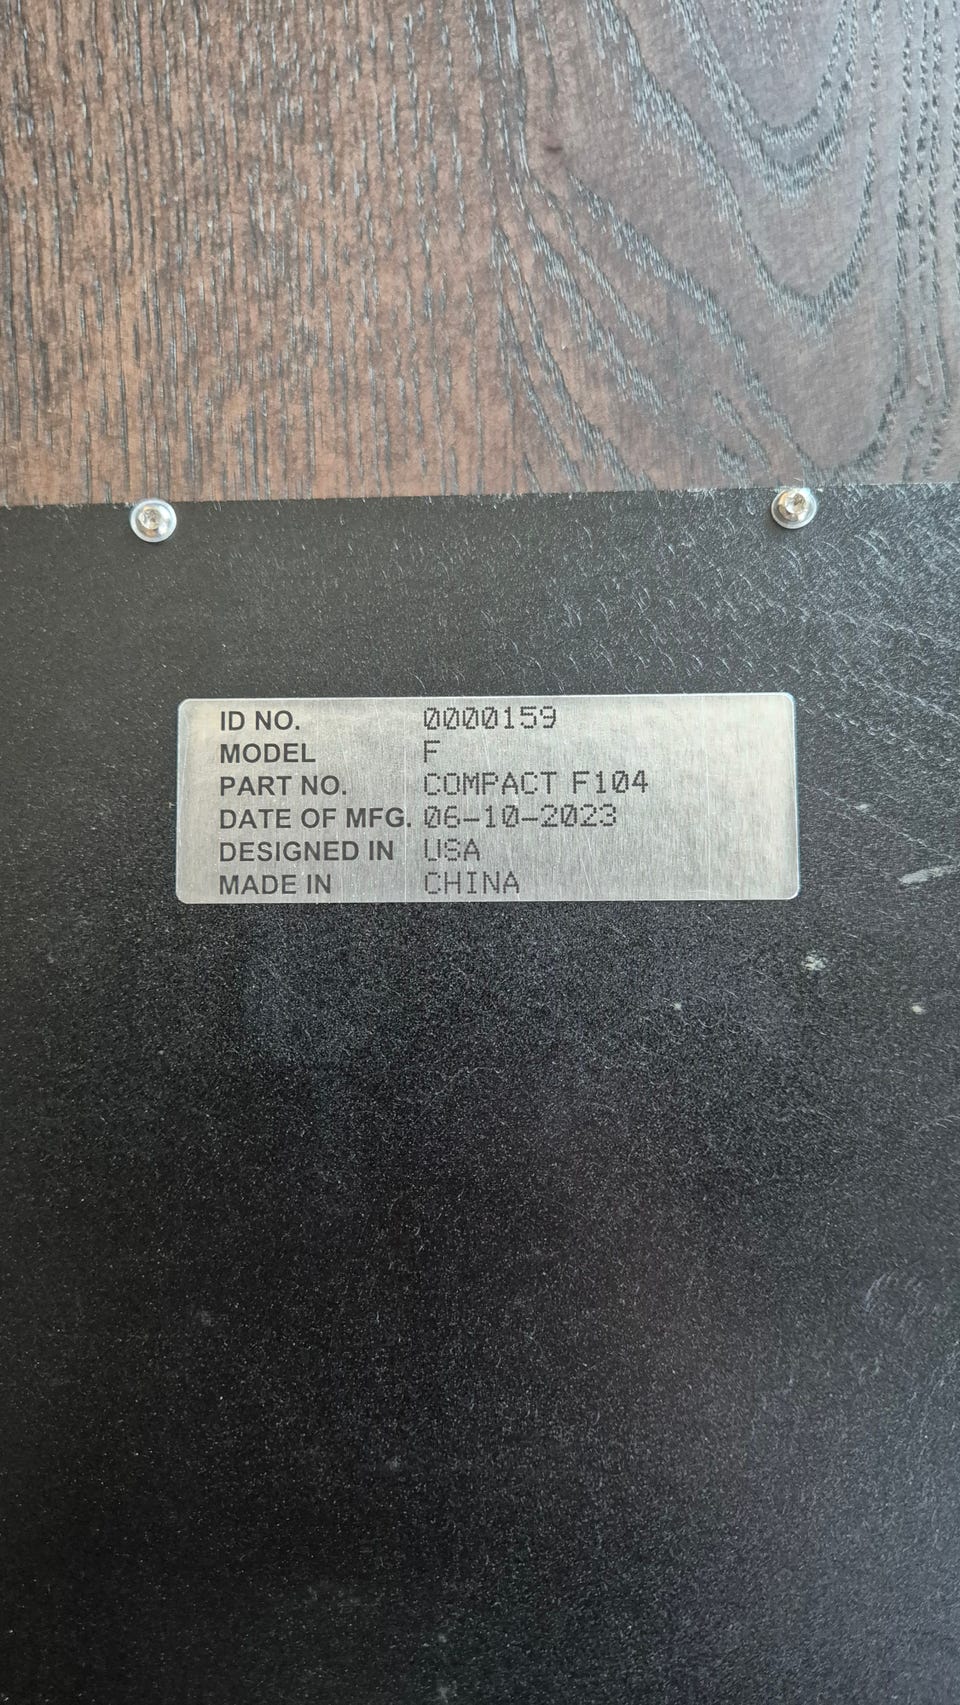 ID NO. 0000159
MODEL F
PART NO. COMPACT F104
DATE OF MFG. 06-10-2023
DESIGNED IN USA
MADE IN CHINA